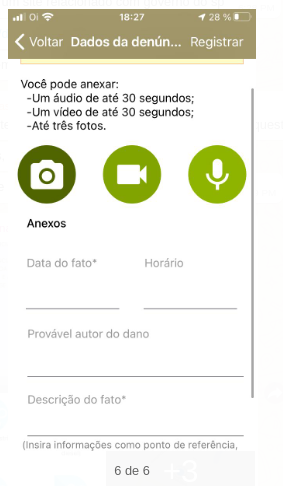 Oi 18:27 28 %
Voltar Dados da denún... Registrar
Você pode anexar:
-Um áudio de até 30 segundos;
-Um vídeo de até 30 segundos;
-Até três fotos.
Anexos
Data do fato* Horário
Provável autor do dano
Descrição do fato*
(Insira informações como ponto de referência,
6 de 6 +3